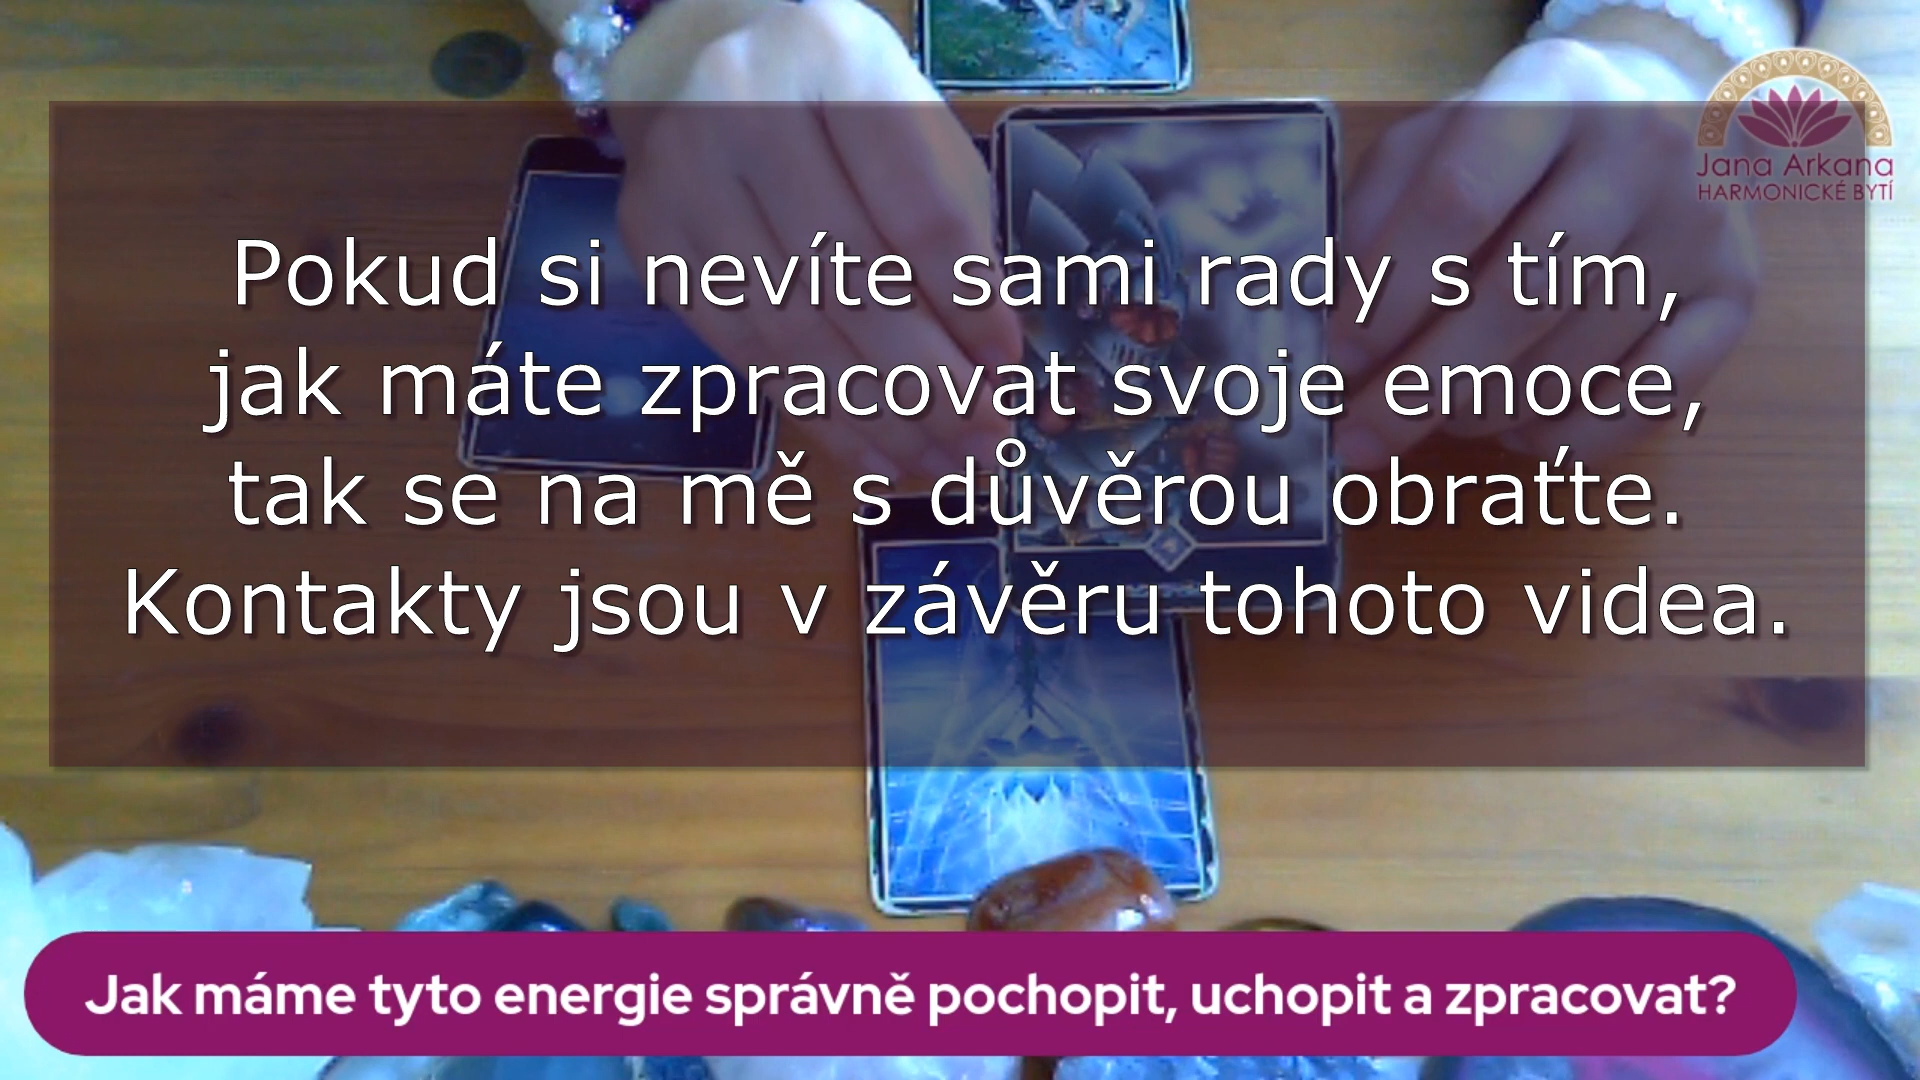 Jana Arkana
HARMONICKÉ BYTÍ
Pokud si nevíte sami rady s tím,
jak máte zpracovat svoje emoce,
tak se na mě s důvěrou obraťte.
Kontakty jsou v závěru tohoto videa.
Jak máme tyto energie správně pochopit, uchopit a zpracovat?